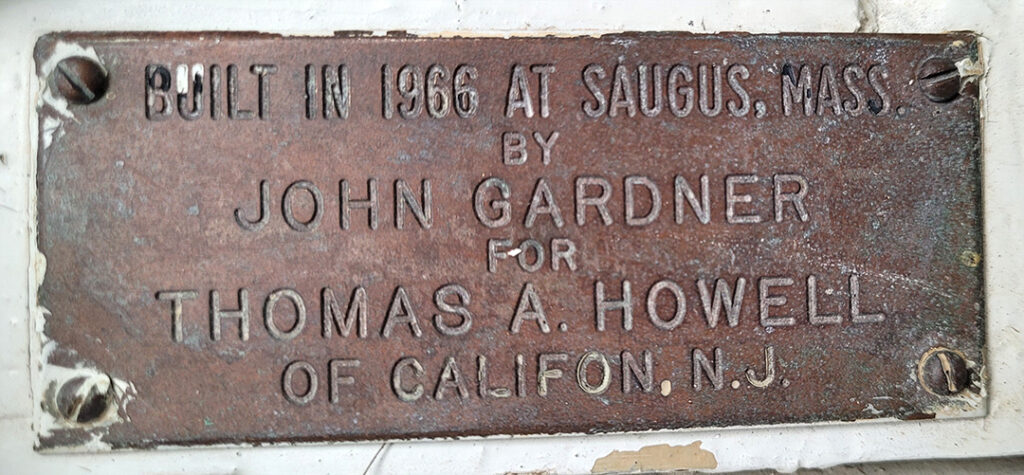 BUILT IN 1966 AT SAUGUS, MASS.
BY
JOHN GARDNER
FOR
THOMAS A. HOWELL
OF CALIFON, N.J.